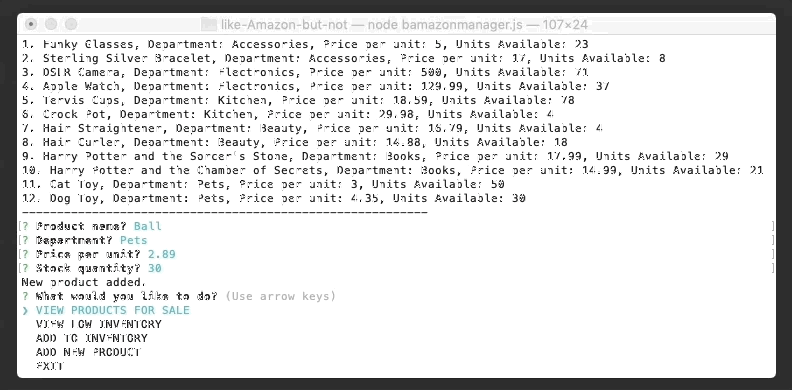 like-Amazon-but-not — node bamazonmanager.js — 107×24
1. Funky Glasses, Department: Accessories, Price per unit: 5, Units Available: 23
2. Sterling Silver Bracelet, Department: Accessories, Price per unit: 17, Units Available: 8
3. DSLR Camera, Department: Electronics, Price per unit: 500, Units Available: 71
4. Apple Watch, Department: Electronics, Price per unit: 129.99, Units Available: 37
5. Tervis Cups, Department: Kitchen, Price per unit: 18.59, Units Available: 78
6. Crock Pot, Department: Kitchen, Price per unit: 29.98, Units Available: 4
7. Hair Straightener, Department: Beauty, Price per unit: 16.79, Units Available: 4
8. Hair Curler, Department: Beauty, Price per unit: 14.88, Units Available: 18
9. Harry Potter and the Sorcer's Stone, Department: Books, Price per unit: 17.99, Units Available: 29
10. Harry Potter and the Chamber of Secrets, Department: Books, Price per unit: 14.99, Units Available: 21
11. Cat Toy, Department: Pets, Price per unit: 3, Units Available: 50
12. Dog Toy, Department: Pets, Price per unit: 4.35, Units Available: 30
----------------------------------------------------------
[? Product name? Ball ]
[? Department? Pets ]
[? Price per unit? 2.89 ]
[? Stock quantity? 30 ]
New product added.
? What would you like to do? (Use arrow keys)
❯ VIEW PRODUCTS FOR SALE
VIEW LOW INVENTORY
ADD TO INVENTORY
ADD NEW PRODUCT
EXIT